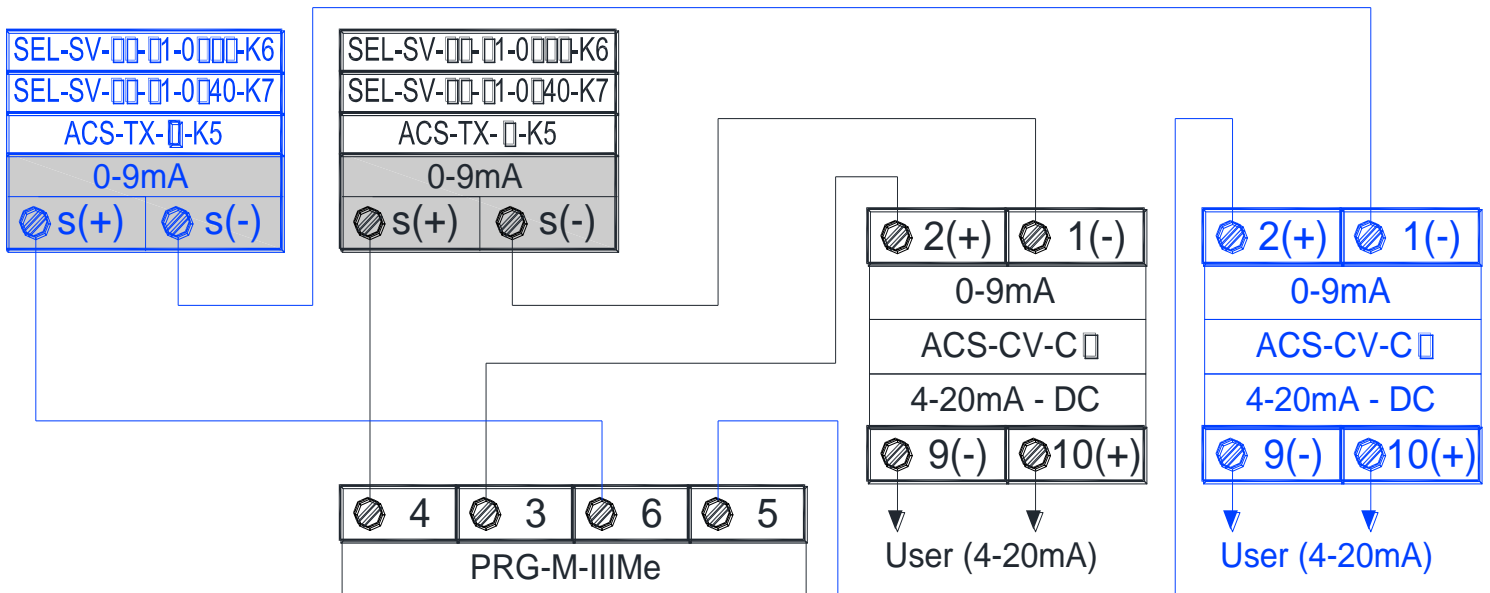 SEL-SV-▯▯-▯1-0▯▯▯-K6
SEL-SV-▯▯-▯1-0▯40-K7
ACS-TX-▯-K5
0-9mA
s(+) s(-)
SEL-SV-▯▯-▯1-0▯▯▯-K6
SEL-SV-▯▯-▯1-0▯40-K7
ACS-TX-▯-K5
0-9mA
s(+) s(-)
2(+) 1(-)
0-9mA
ACS-CV-C▯
4-20mA - DC
9(-) 10(+)
User (4-20mA)
2(+) 1(-)
0-9mA
ACS-CV-C▯
4-20mA - DC
9(-) 10(+)
User (4-20mA)
4 3 6 5
PRG-M-IIIMe